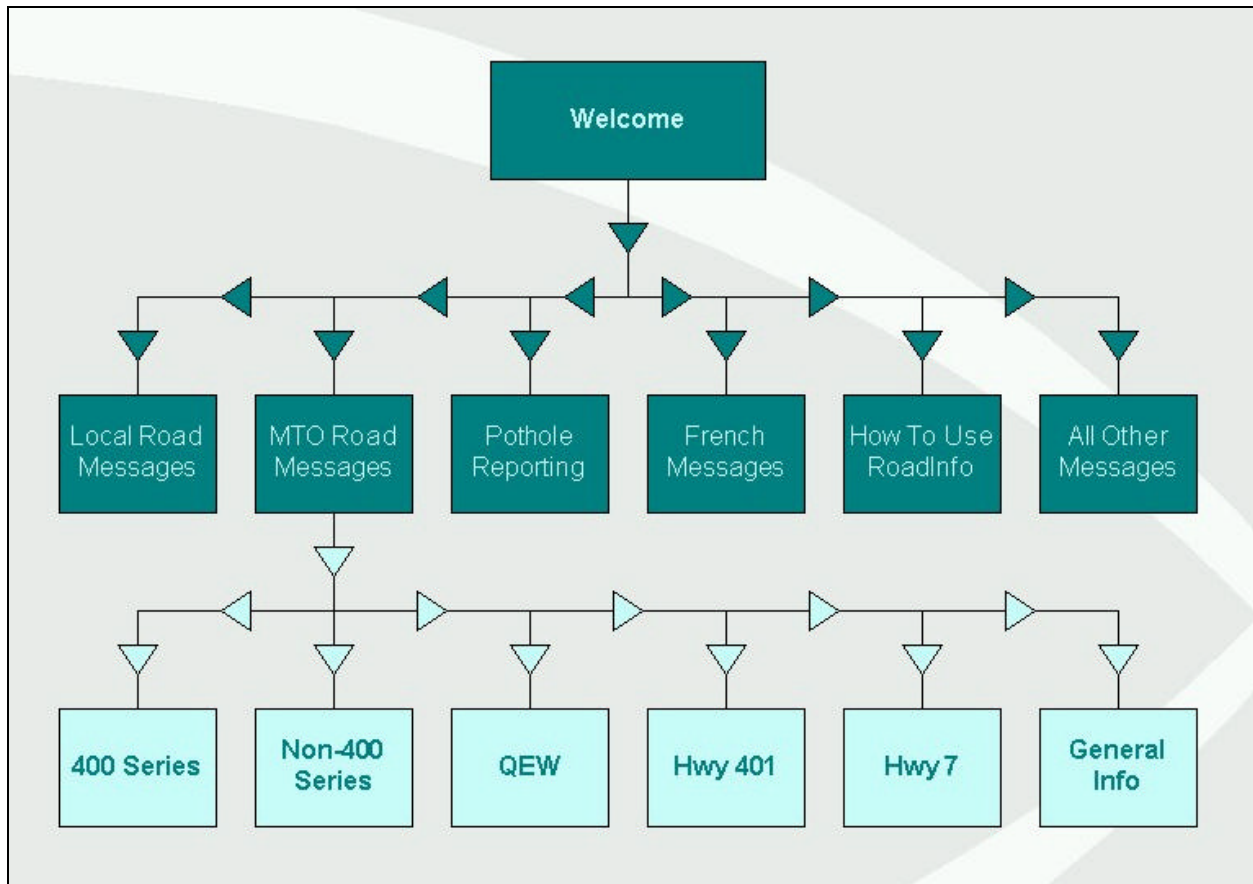 Welcome
Local Road
Messages
MTO Road
Messages
Pothole
Reporting
French
Messages
How To Use
RoadInfo
All Other
Messages
400 Series
Non-400
Series
QEW
Hwy 401
Hwy 7
General
Info